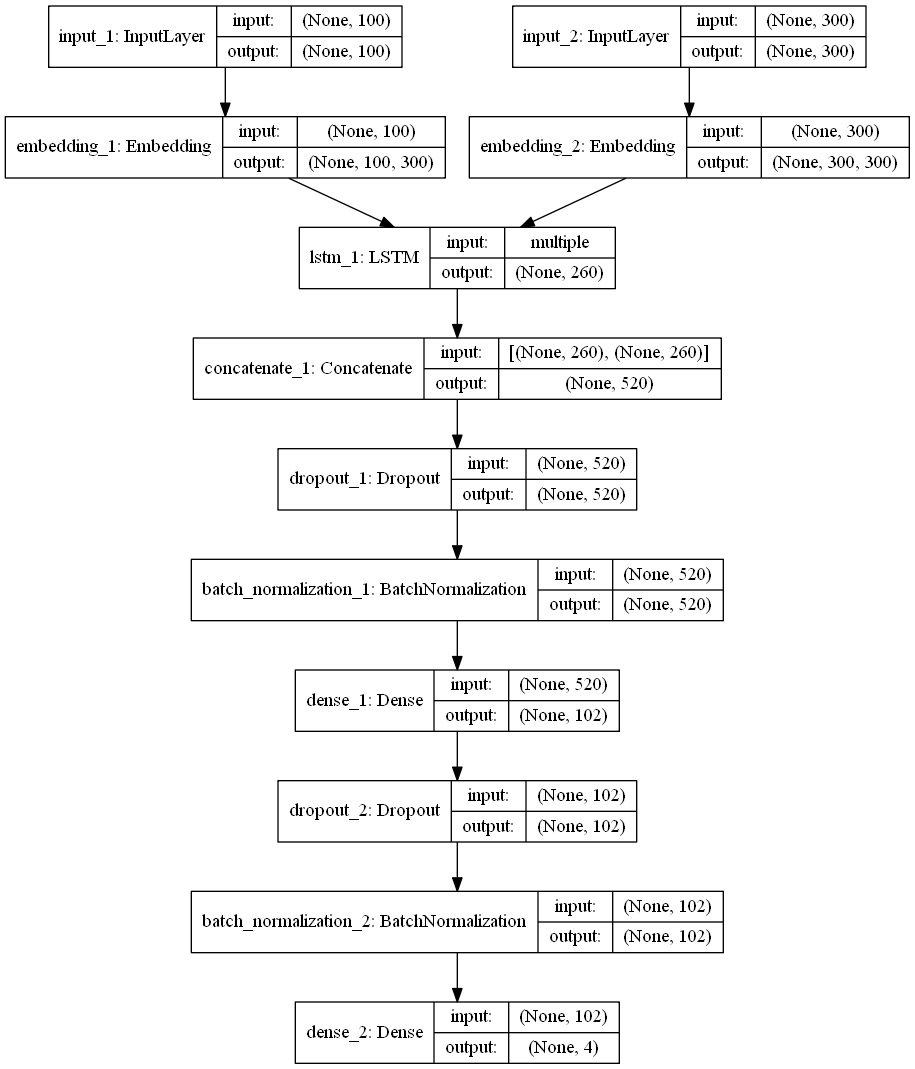 input_1: InputLayer
input: (None, 100)
output: (None, 100)
input_2: InputLayer
input: (None, 300)
output: (None, 300)
embedding_1: Embedding
input: (None, 100)
output: (None, 100, 300)
embedding_2: Embedding
input: (None, 300)
output: (None, 300, 300)
lstm_1: LSTM
input: multiple
output: (None, 260)
concatenate_1: Concatenate
input: [(None, 260), (None, 260)]
output: (None, 520)
dropout_1: Dropout
input: (None, 520)
output: (None, 520)
batch_normalization_1: BatchNormalization
input: (None, 520)
output: (None, 520)
dense_1: Dense
input: (None, 520)
output: (None, 102)
dropout_2: Dropout
input: (None, 102)
output: (None, 102)
batch_normalization_2: BatchNormalization
input: (None, 102)
output: (None, 102)
dense_2: Dense
input: (None, 102)
output: (None, 4)